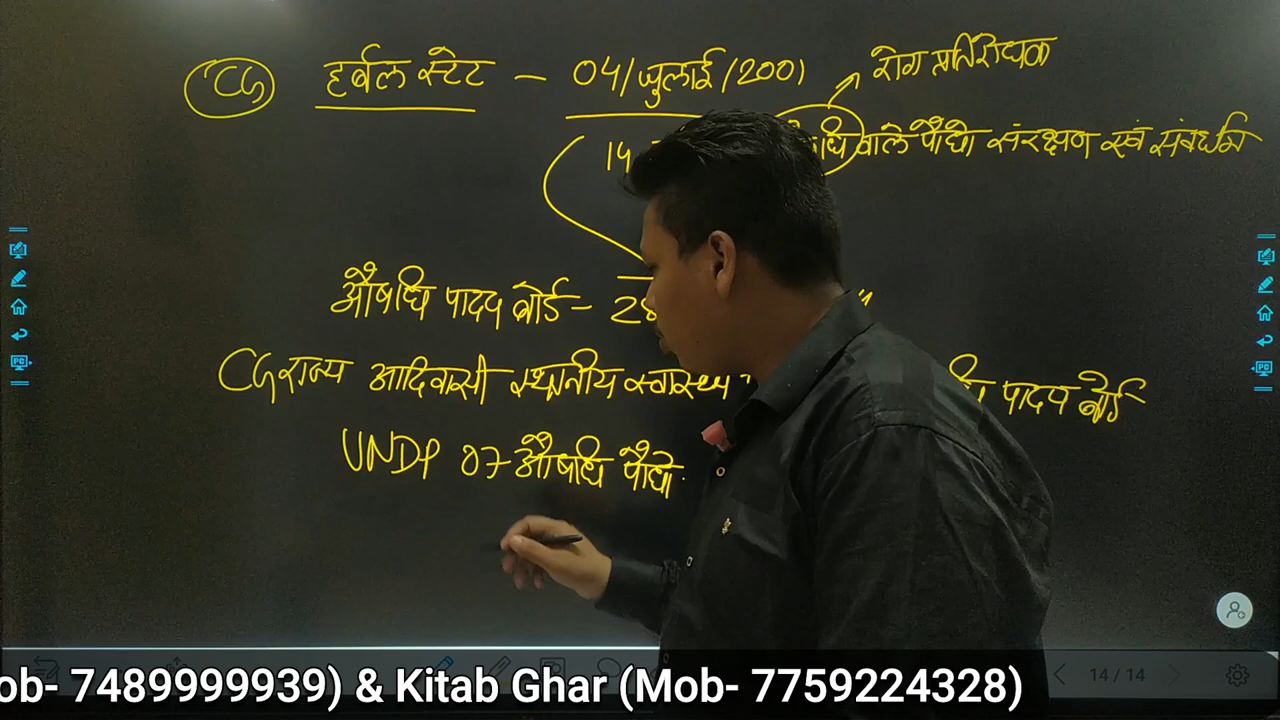 CG हर्बल स्टेट - 04/जुलाई/2001 रोग प्रतिरोधक
14 वाले पौधो संरक्षण एवं संवर्धन
औषधि पादप बोर्ड - 28
CG राज्य आदिवासी स्थानीय स्वास्थ्य पादप बोर्ड
UNDP 07 औषधि पौधो
ob- 7489999939) & Kitab Ghar (Mob- 7759224328)
14 / 14